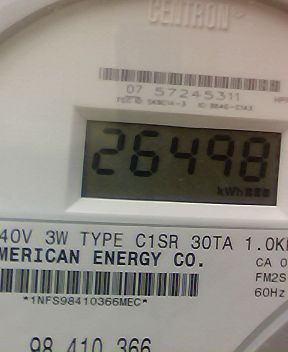 CENTRON
07 57245311
26498
kWh
40V 3W TYPE C1SR 30TA 1.0K
MERICAN ENERGY CO.
CA 0
FM2S
*1NFS98410366MEC*
60Hz
98 410 366